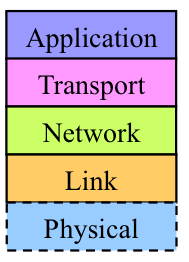 Application
Transport
Network
Link
Physical